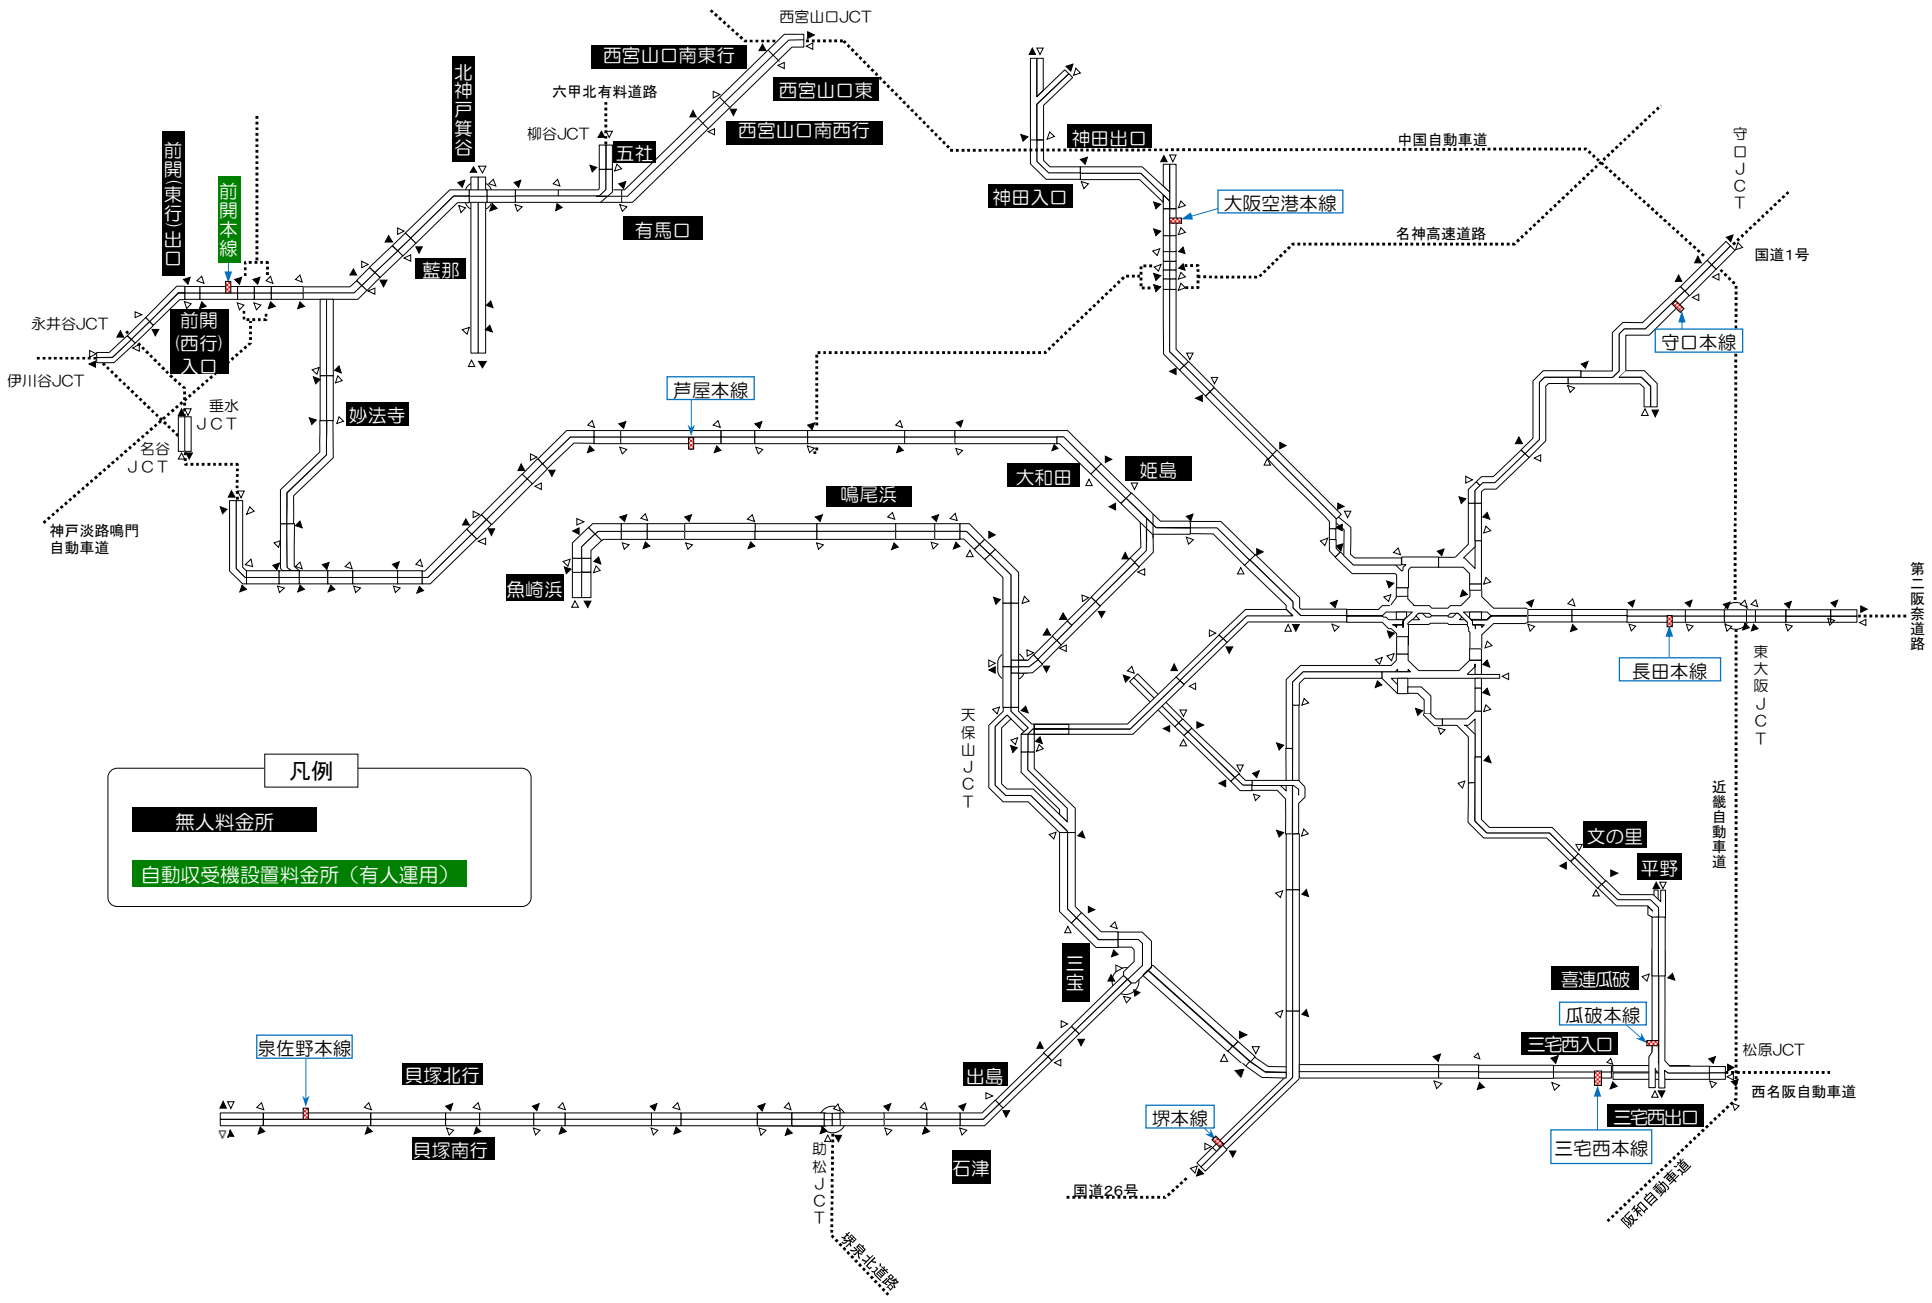 西宮山口JCT
西宮山口南東行
六甲北有料道路
西宮山口東
北神戸箕谷
柳谷JCT
西宮山口南西行
五社
神田出口
中国自動車道
守口JCT
前開(東行)出口
前開本線
神田入口
大阪空港本線
有馬口
名神高速道路
国道1号
藍那
永井谷JCT
前開
(西行)
入口
守口本線
伊川谷JCT
芦屋本線
垂水
JCT
妙法寺
名谷
JCT
大和田
姫島
鳴尾浜
神戸淡路鳴門
自動車道
魚崎浜
第二阪奈道路
長田本線
東大阪JCT
天保山JCT
凡例
無人料金所
自動収受機設置料金所（有人運用）
近畿自動車道
文の里
平野
三宝
喜連瓜破
瓜破本線
泉佐野本線
三宅西入口
松原JCT
貝塚北行
出島
西名阪自動車道
堺本線
三宅西出口
貝塚南行
三宅西本線
助松JCT
石津
国道26号
阪和自動車道
堺泉北道路